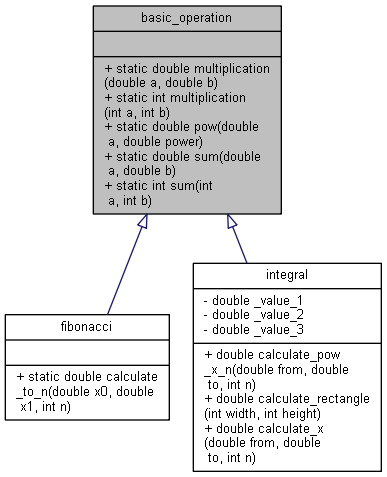 basic_operation
+ static double multiplication
(double a, double b)
+ static int multiplication
(int a, int b)
+ static double pow(double
a, double power)
+ static double sum(double
a, double b)
+ static int sum(int
a, int b)
fibonacci
+ static double calculate
_to_n(double x0, double
x1, int n)
integral
- double _value_1
- double _value_2
- double _value_3
+ double calculate_pow
_x_n(double from, double
to, int n)
+ double calculate_rectangle
(int width, int height)
+ double calculate_x
(double from, double
to, int n)